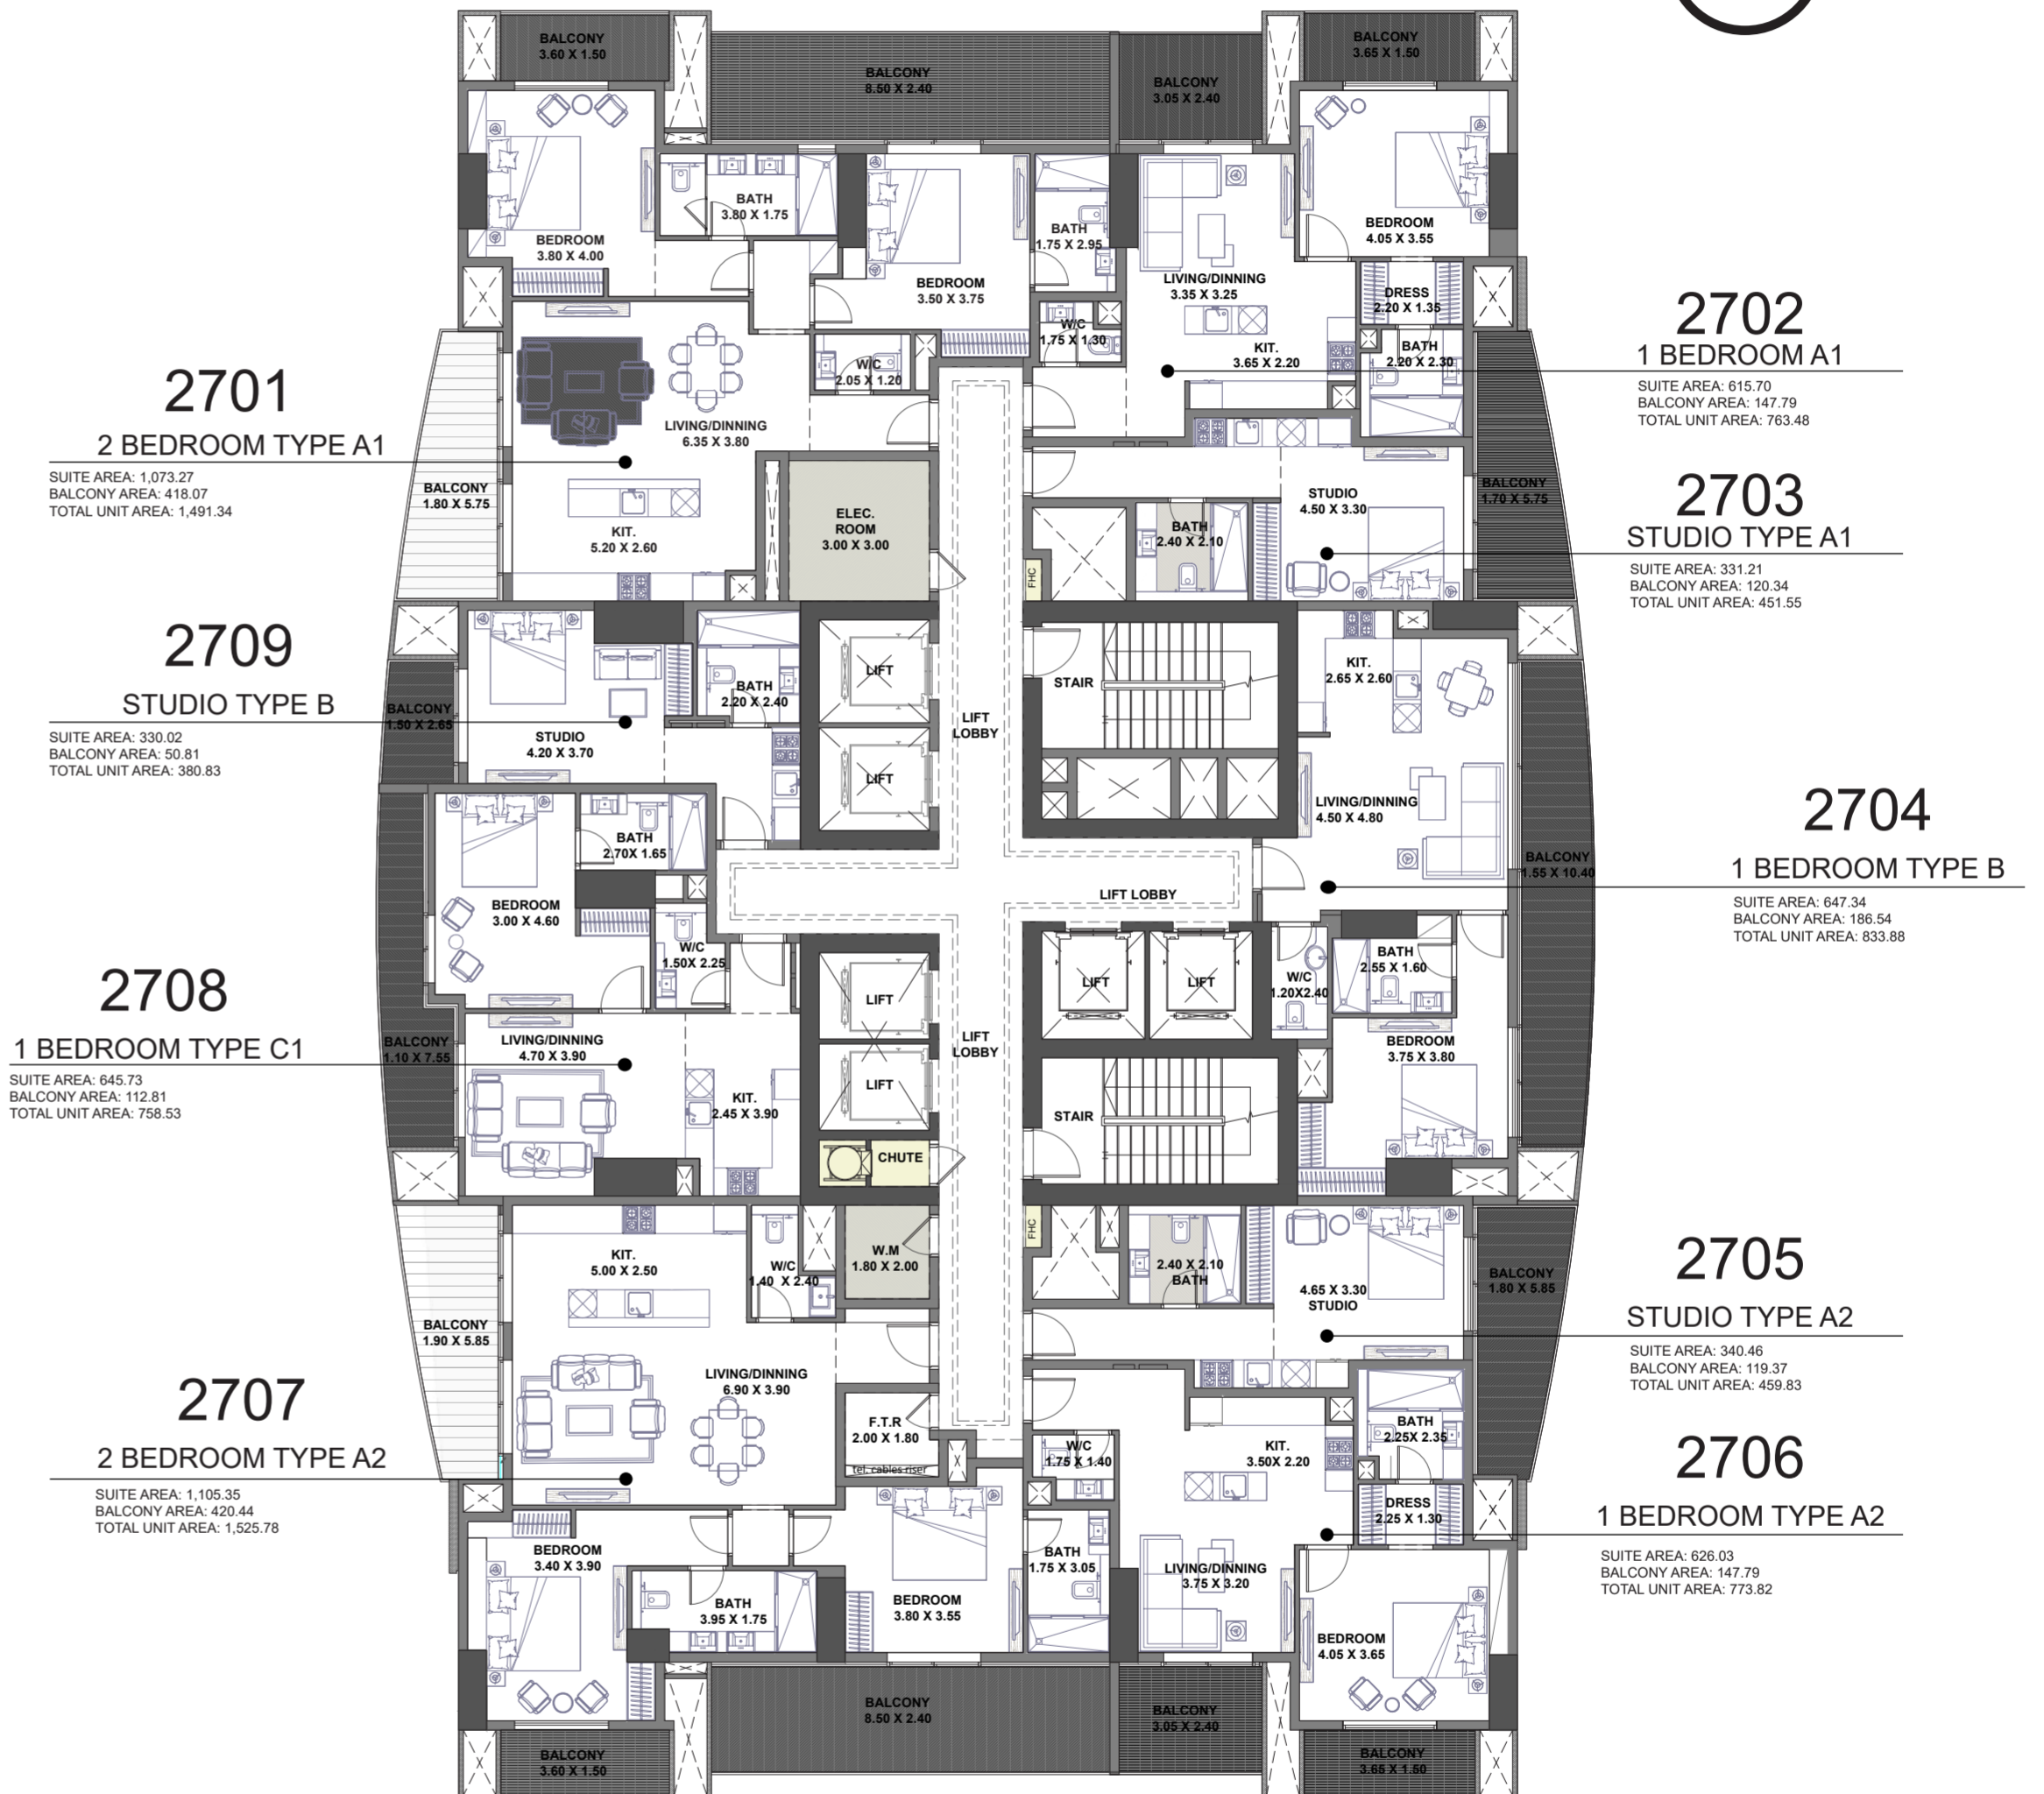 BALCONY
3.60 X 1.50
BALCONY
8.50 X 2.40
BALCONY
3.05 X 2.40
BALCONY
3.65 X 1.50
BEDROOM
3.80 X 4.00
BATH
3.80 X 1.75
BEDROOM
3.50 X 3.75
BATH
1.75 X 2.95
LIVING/DINNING
3.35 X 3.25
BEDROOM
4.05 X 3.55
DRESS
2.20 X 1.35
W/C
1.75 X 1.30
KIT.
3.65 X 2.20
BATH
2.20 X 2.30
W/C
2.05 X 1.20
2702
1 BEDROOM A1
SUITE AREA: 615.70
BALCONY AREA: 147.79
TOTAL UNIT AREA: 763.48
2701
2 BEDROOM TYPE A1
SUITE AREA: 1,073.27
BALCONY AREA: 418.07
TOTAL UNIT AREA: 1,491.34
LIVING/DINNING
6.35 X 3.80
BALCONY
1.80 X 5.75
KIT.
5.20 X 2.60
ELEC.
ROOM
3.00 X 3.00
FHC
BATH
2.40 X 2.10
STUDIO
4.50 X 3.30
BALCONY
1.70 X 5.75
2703
STUDIO TYPE A1
SUITE AREA: 331.21
BALCONY AREA: 120.34
TOTAL UNIT AREA: 451.55
2709
STUDIO TYPE B
SUITE AREA: 330.02
BALCONY AREA: 50.81
TOTAL UNIT AREA: 380.83
BALCONY
1.50 X 2.65
STUDIO
4.20 X 3.70
BATH
2.20 X 2.40
LIFT
LIFT
LIFT
LOBBY
STAIR
KIT.
2.65 X 2.60
LIVING/DINNING
4.50 X 4.80
BALCONY
1.55 X 10.40
2704
1 BEDROOM TYPE B
SUITE AREA: 647.34
BALCONY AREA: 186.54
TOTAL UNIT AREA: 833.88
BATH
2.70X 1.65
BEDROOM
3.00 X 4.60
W/C
1.50X 2.25
LIFT LOBBY
LIFT
LIFT
W/C
1.20X2.40
BATH
2.55 X 1.60
BEDROOM
3.75 X 3.80
2708
1 BEDROOM TYPE C1
SUITE AREA: 645.73
BALCONY AREA: 112.81
TOTAL UNIT AREA: 758.53
BALCONY
1.10 X 7.55
LIVING/DINNING
4.70 X 3.90
KIT.
2.45 X 3.90
LIFT
LIFT
LIFT
LOBBY
STAIR
CHUTE
FHC
KIT.
5.00 X 2.50
W/C
1.40 X 2.40
W.M
1.80 X 2.00
2.40 X 2.10
BATH
4.65 X 3.30
STUDIO
BALCONY
1.80 X 5.85
2705
STUDIO TYPE A2
SUITE AREA: 340.46
BALCONY AREA: 119.37
TOTAL UNIT AREA: 459.83
BALCONY
1.90 X 5.85
LIVING/DINNING
6.90 X 3.90
2707
2 BEDROOM TYPE A2
SUITE AREA: 1,105.35
BALCONY AREA: 420.44
TOTAL UNIT AREA: 1,525.78
F.T.R
2.00 X 1.80
tel. cables riser
W/C
1.75 X 1.40
KIT.
3.50X 2.20
BATH
2.25X 2.35
DRESS
2.25 X 1.30
2706
1 BEDROOM TYPE A2
SUITE AREA: 626.03
BALCONY AREA: 147.79
TOTAL UNIT AREA: 773.82
BEDROOM
3.40 X 3.90
BATH
3.95 X 1.75
BEDROOM
3.80 X 3.55
BATH
1.75 X 3.05
LIVING/DINNING
3.75 X 3.20
BEDROOM
4.05 X 3.65
BALCONY
8.50 X 2.40
BALCONY
3.05 X 2.40
BALCONY
3.60 X 1.50
BALCONY
3.65 X 1.50